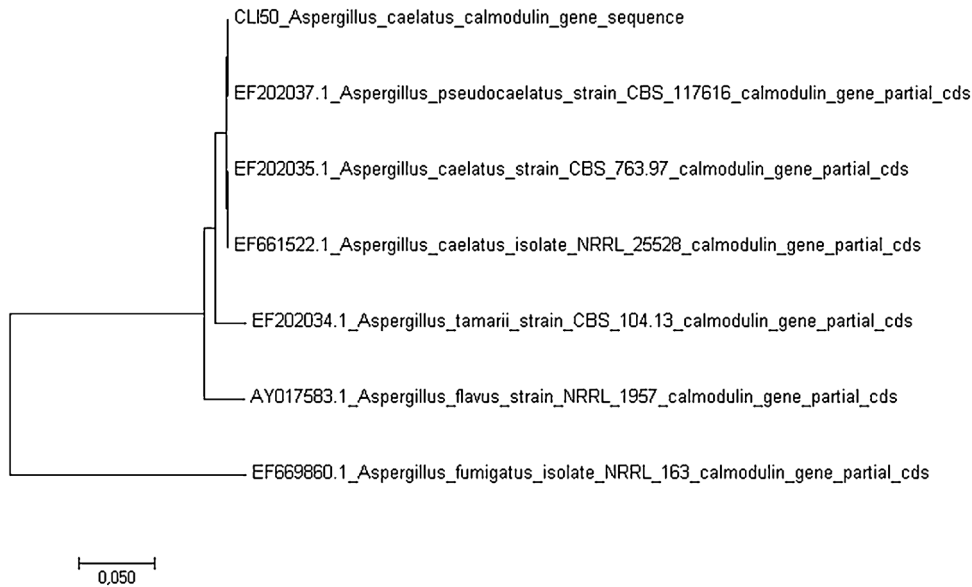 CLI50_Aspergillus_caelatus_calmodulin_gene_sequence
EF202037.1_Aspergillus_pseudocaelatus_strain_CBS_117616_calmodulin_gene_partial_cds
EF202035.1_Aspergillus_caelatus_strain_CBS_763.97_calmodulin_gene_partial_cds
EF661522.1_Aspergillus_caelatus_isolate_NRRL_25528_calmodulin_gene_partial_cds
EF202034.1_Aspergillus_tamarii_strain_CBS_104.13_calmodulin_gene_partial_cds
AY017583.1_Aspergillus_flavus_strain_NRRL_1957_calmodulin_gene_partial_cds
EF669860.1_Aspergillus_fumigatus_isolate_NRRL_163_calmodulin_gene_partial_cds
0,050